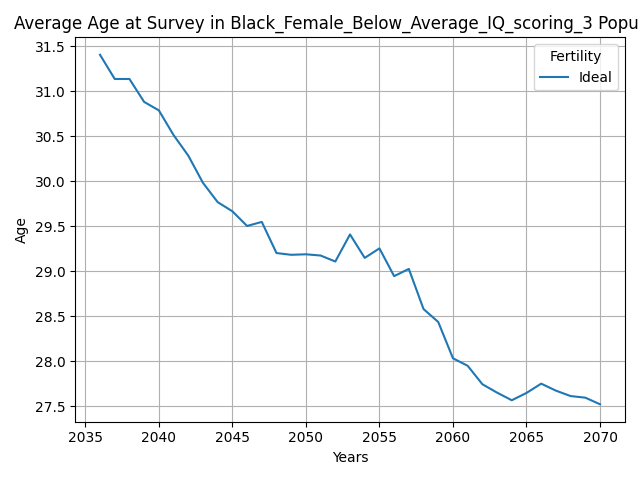 Average Age at Survey in Black_Female_Below_Average_IQ_scoring_3 Popu
31.5
31.0
30.5
30.0
29.5
29.0
28.5
28.0
27.5
Age
Fertility
Ideal
2035 2040 2045 2050 2055 2060 2065 2070
Years